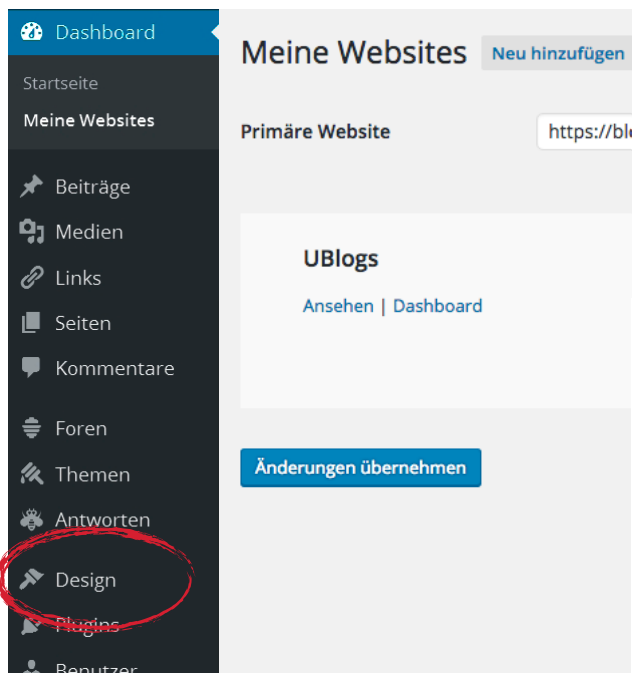 Dashboard
Startseite
Meine Websites
Beiträge
Medien
Links
Seiten
Kommentare
Foren
Themen
Antworten
Design
Plugins
Benutzer
Meine Websites Neu hinzufügen
Primäre Website https://bl
UBlogs
Ansehen | Dashboard
Änderungen übernehmen